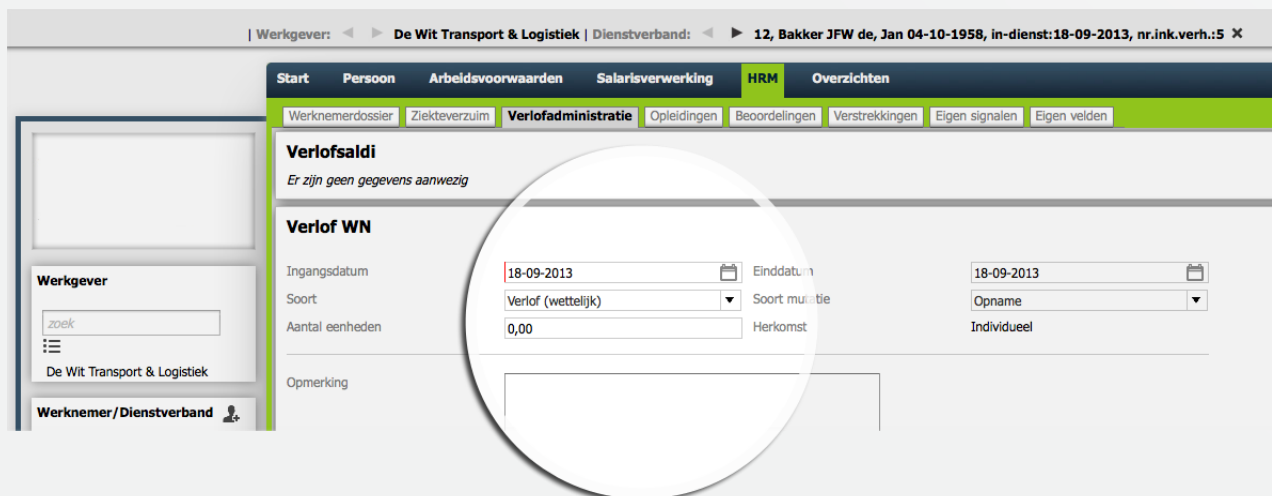 | Werkgever: De Wit Transport & Logistiek | Dienstverband: 12, Bakker JFW de, Jan 04-10-1958, in-dienst:18-09-2013, nr.ink.verh.:5
Start Persoon Arbeidsvoorwaarden Salarisverwerking HRM Overzichten
Werknemerdossier Ziekteverzuim Verlofadministratie Opleidingen Beoordelingen Verstrekkingen Eigen signalen Eigen velden
Verlofsaldi
Er zijn geen gegevens aanwezig
Verlof WN
Ingangsdatum 18-09-2013 Einddatum 18-09-2013
Soort Verlof (wettelijk) Soort mutatie Opname
Aantal eenheden 0,00 Herkomst Individueel
Opmerking
Werkgever
zoek
De Wit Transport & Logistiek
Werknemer/Dienstverband